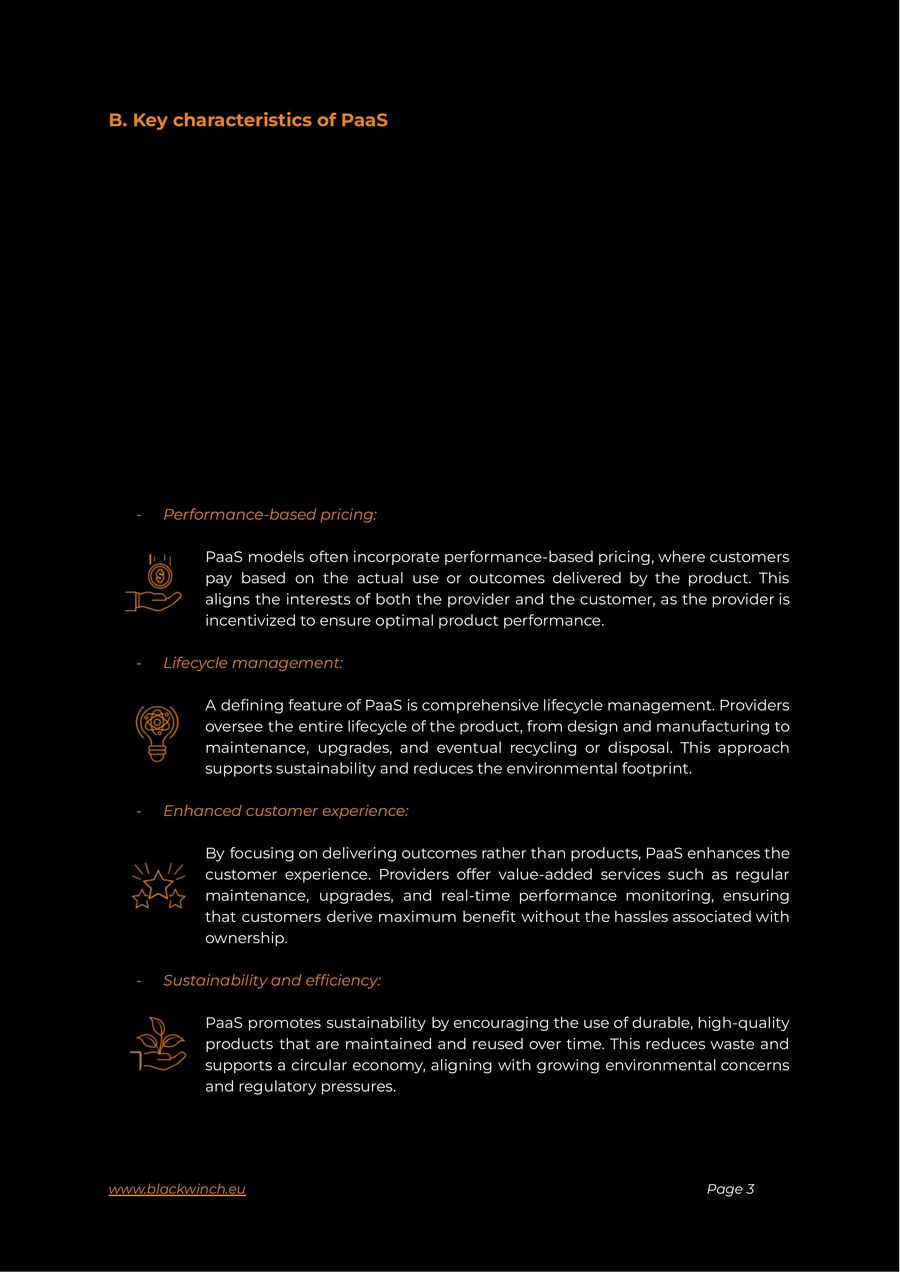 B. Key characteristics of PaaS
- Performance-based pricing:
PaaS models often incorporate performance-based pricing, where customers
pay based on the actual use or outcomes delivered by the product. This
aligns the interests of both the provider and the customer, as the provider is
incentivized to ensure optimal product performance.
- Lifecycle management:
A defining feature of PaaS is comprehensive lifecycle management. Providers
oversee the entire lifecycle of the product, from design and manufacturing to
maintenance, upgrades, and eventual recycling or disposal. This approach
supports sustainability and reduces the environmental footprint.
- Enhanced customer experience:
By focusing on delivering outcomes rather than products, PaaS enhances the
customer experience. Providers offer value-added services such as regular
maintenance, upgrades, and real-time performance monitoring, ensuring
that customers derive maximum benefit without the hassles associated with
ownership.
- Sustainability and efficiency:
PaaS promotes sustainability by encouraging the use of durable, high-quality
products that are maintained and reused over time. This reduces waste and
supports a circular economy, aligning with growing environmental concerns
and regulatory pressures.
www.blackwinch.eu Page 3